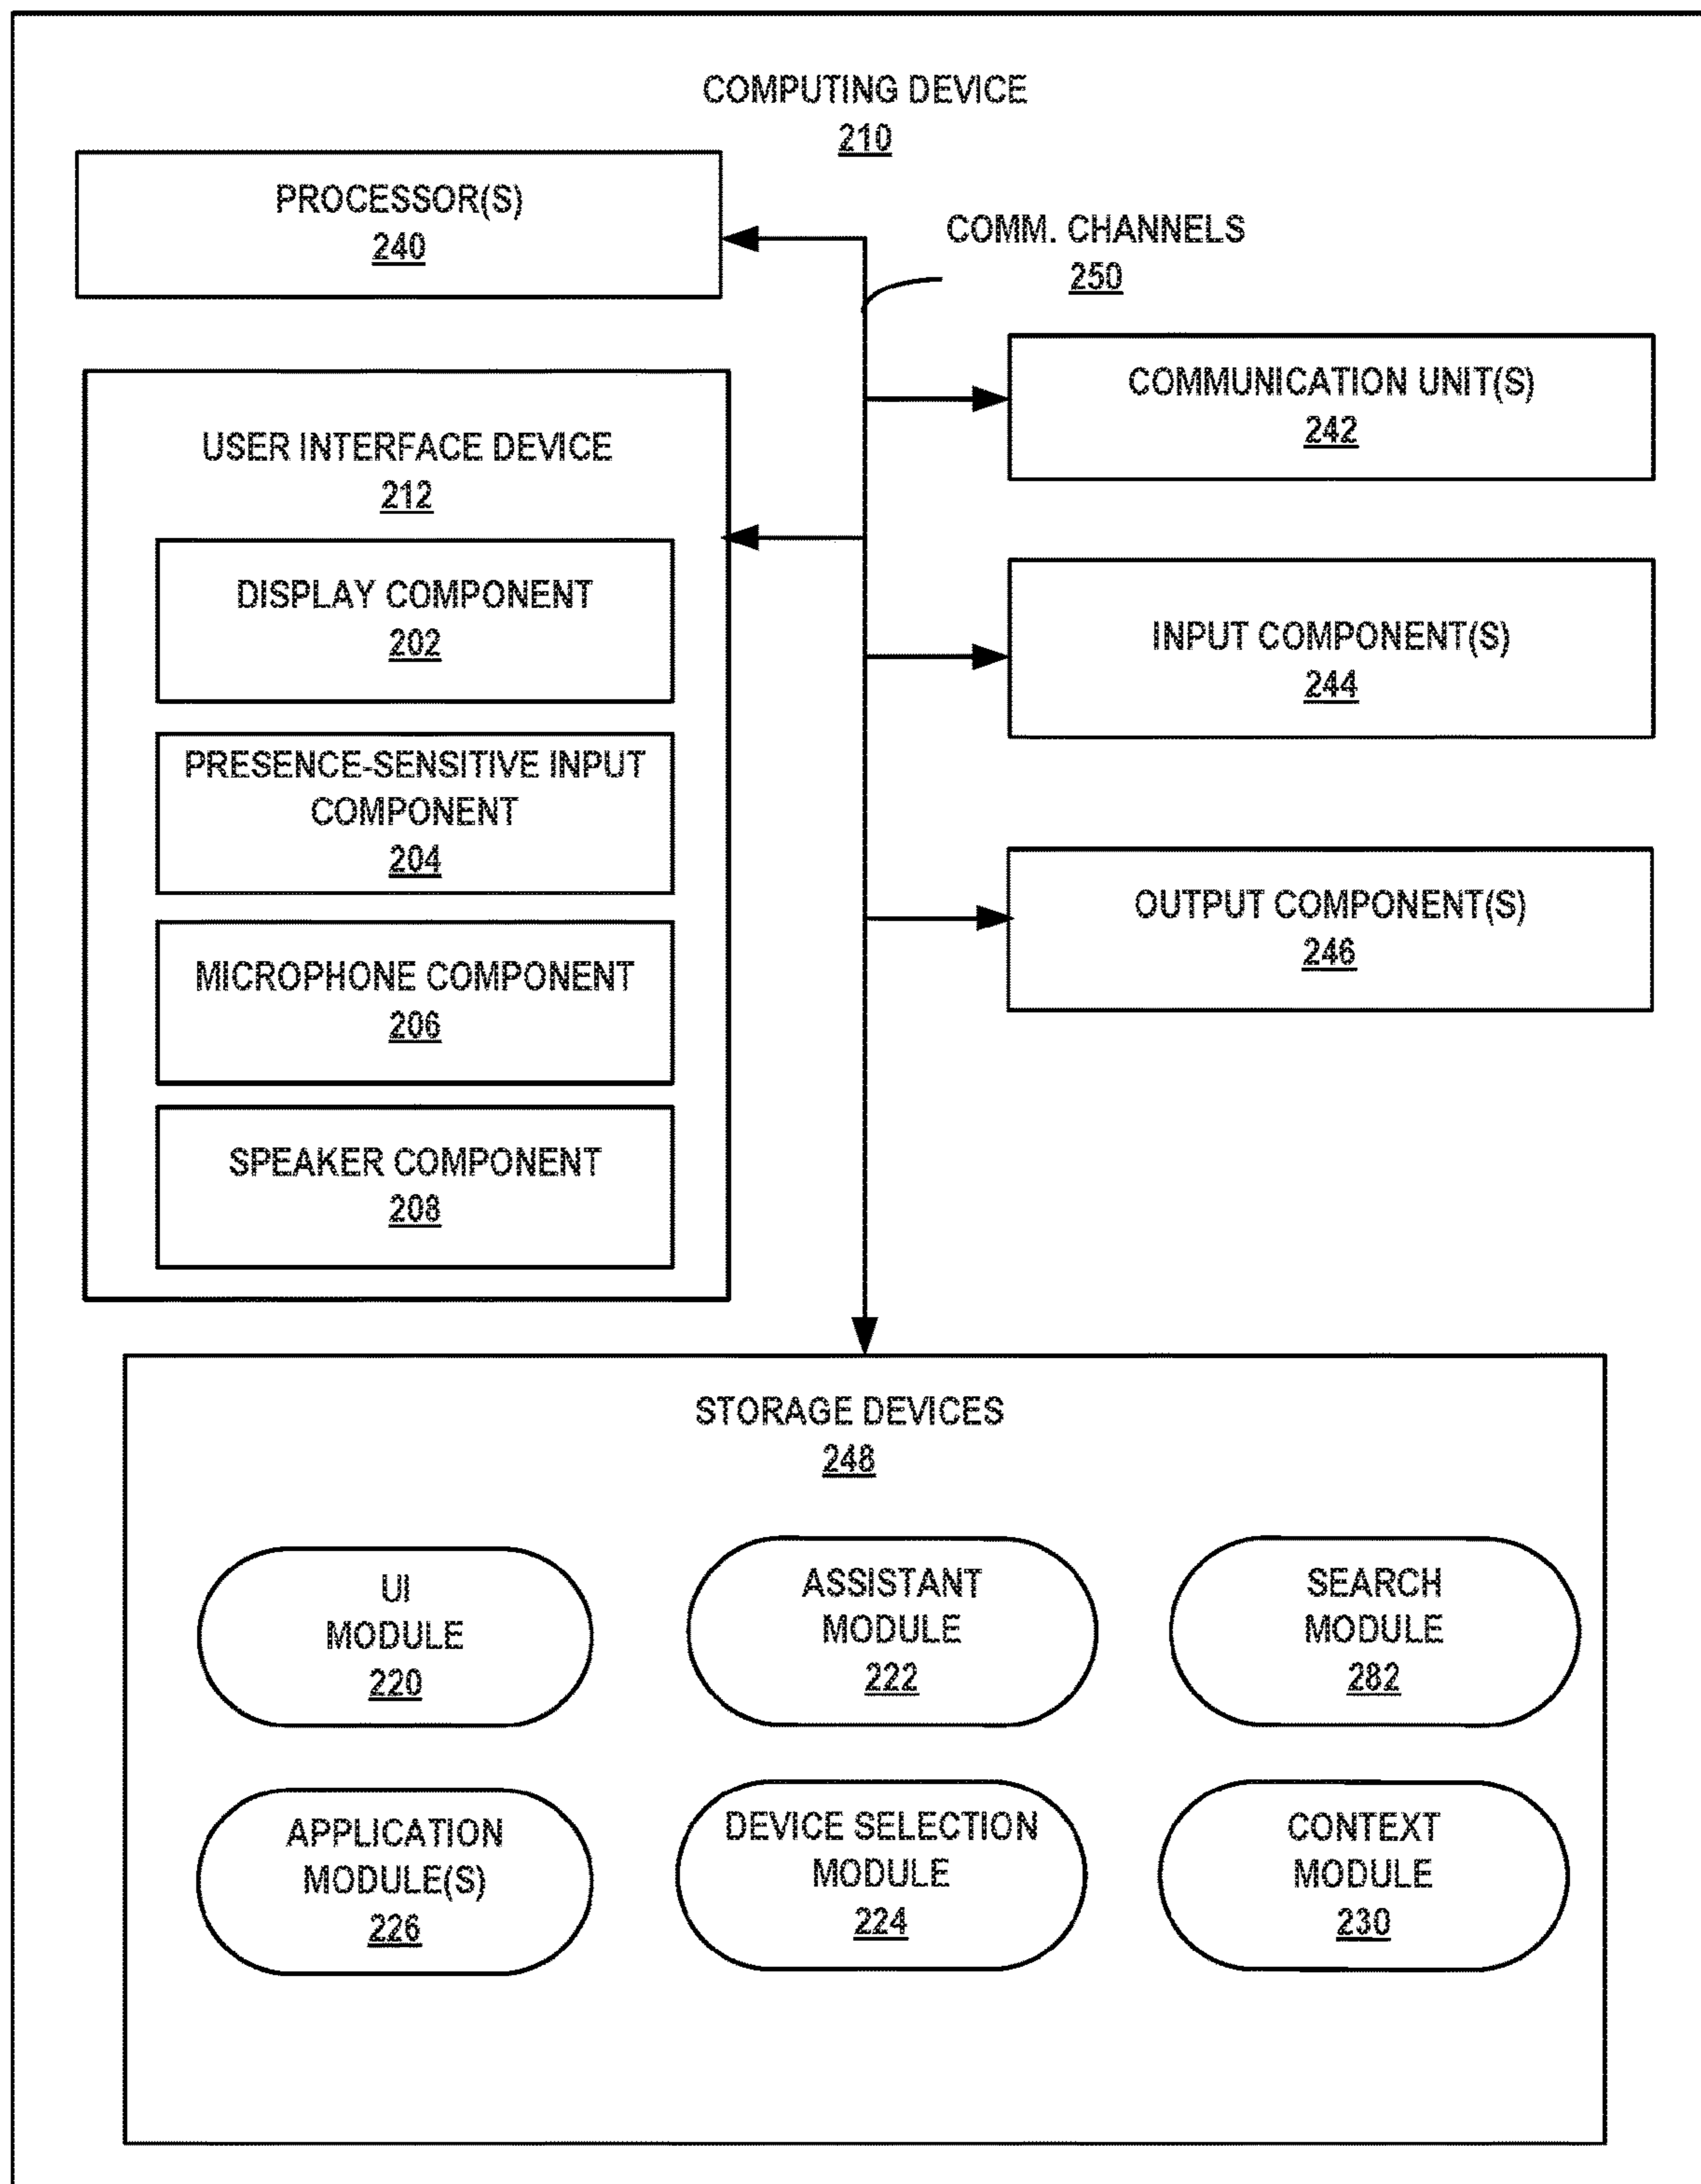 COMPUTING DEVICE
210
PROCESSOR(S)
240
COMM. CHANNELS
250
COMMUNICATION UNIT(S)
242
USER INTERFACE DEVICE
212
DISPLAY COMPONENT
202
INPUT COMPONENT(S)
244
PRESENCE-SENSITIVE INPUT
COMPONENT
204
OUTPUT COMPONENT(S)
246
MICROPHONE COMPONENT
206
SPEAKER COMPONENT
208
STORAGE DEVICES
248
UI
MODULE
220
ASSISTANT
MODULE
222
SEARCH
MODULE
282
APPLICATION
MODULE(S)
226
DEVICE SELECTION
MODULE
224
CONTEXT
MODULE
230